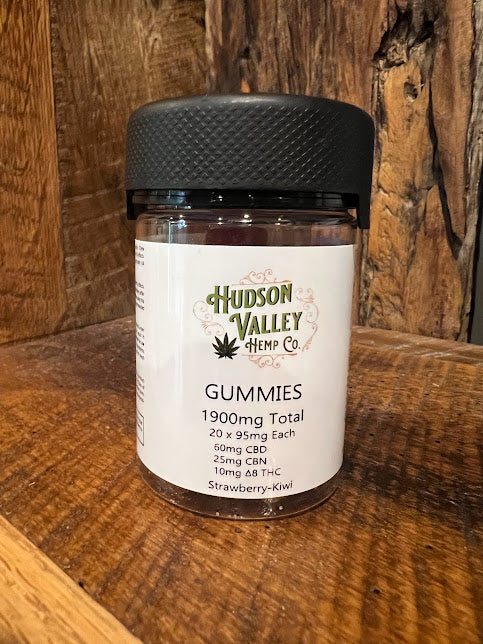 HUDSON
VALLEY
HEMP CO.
GUMMIES
1900mg Total
20 x 95mg Each
60mg CBD
25mg CBN
10mg Δ8 THC
Strawberry-Kiwi